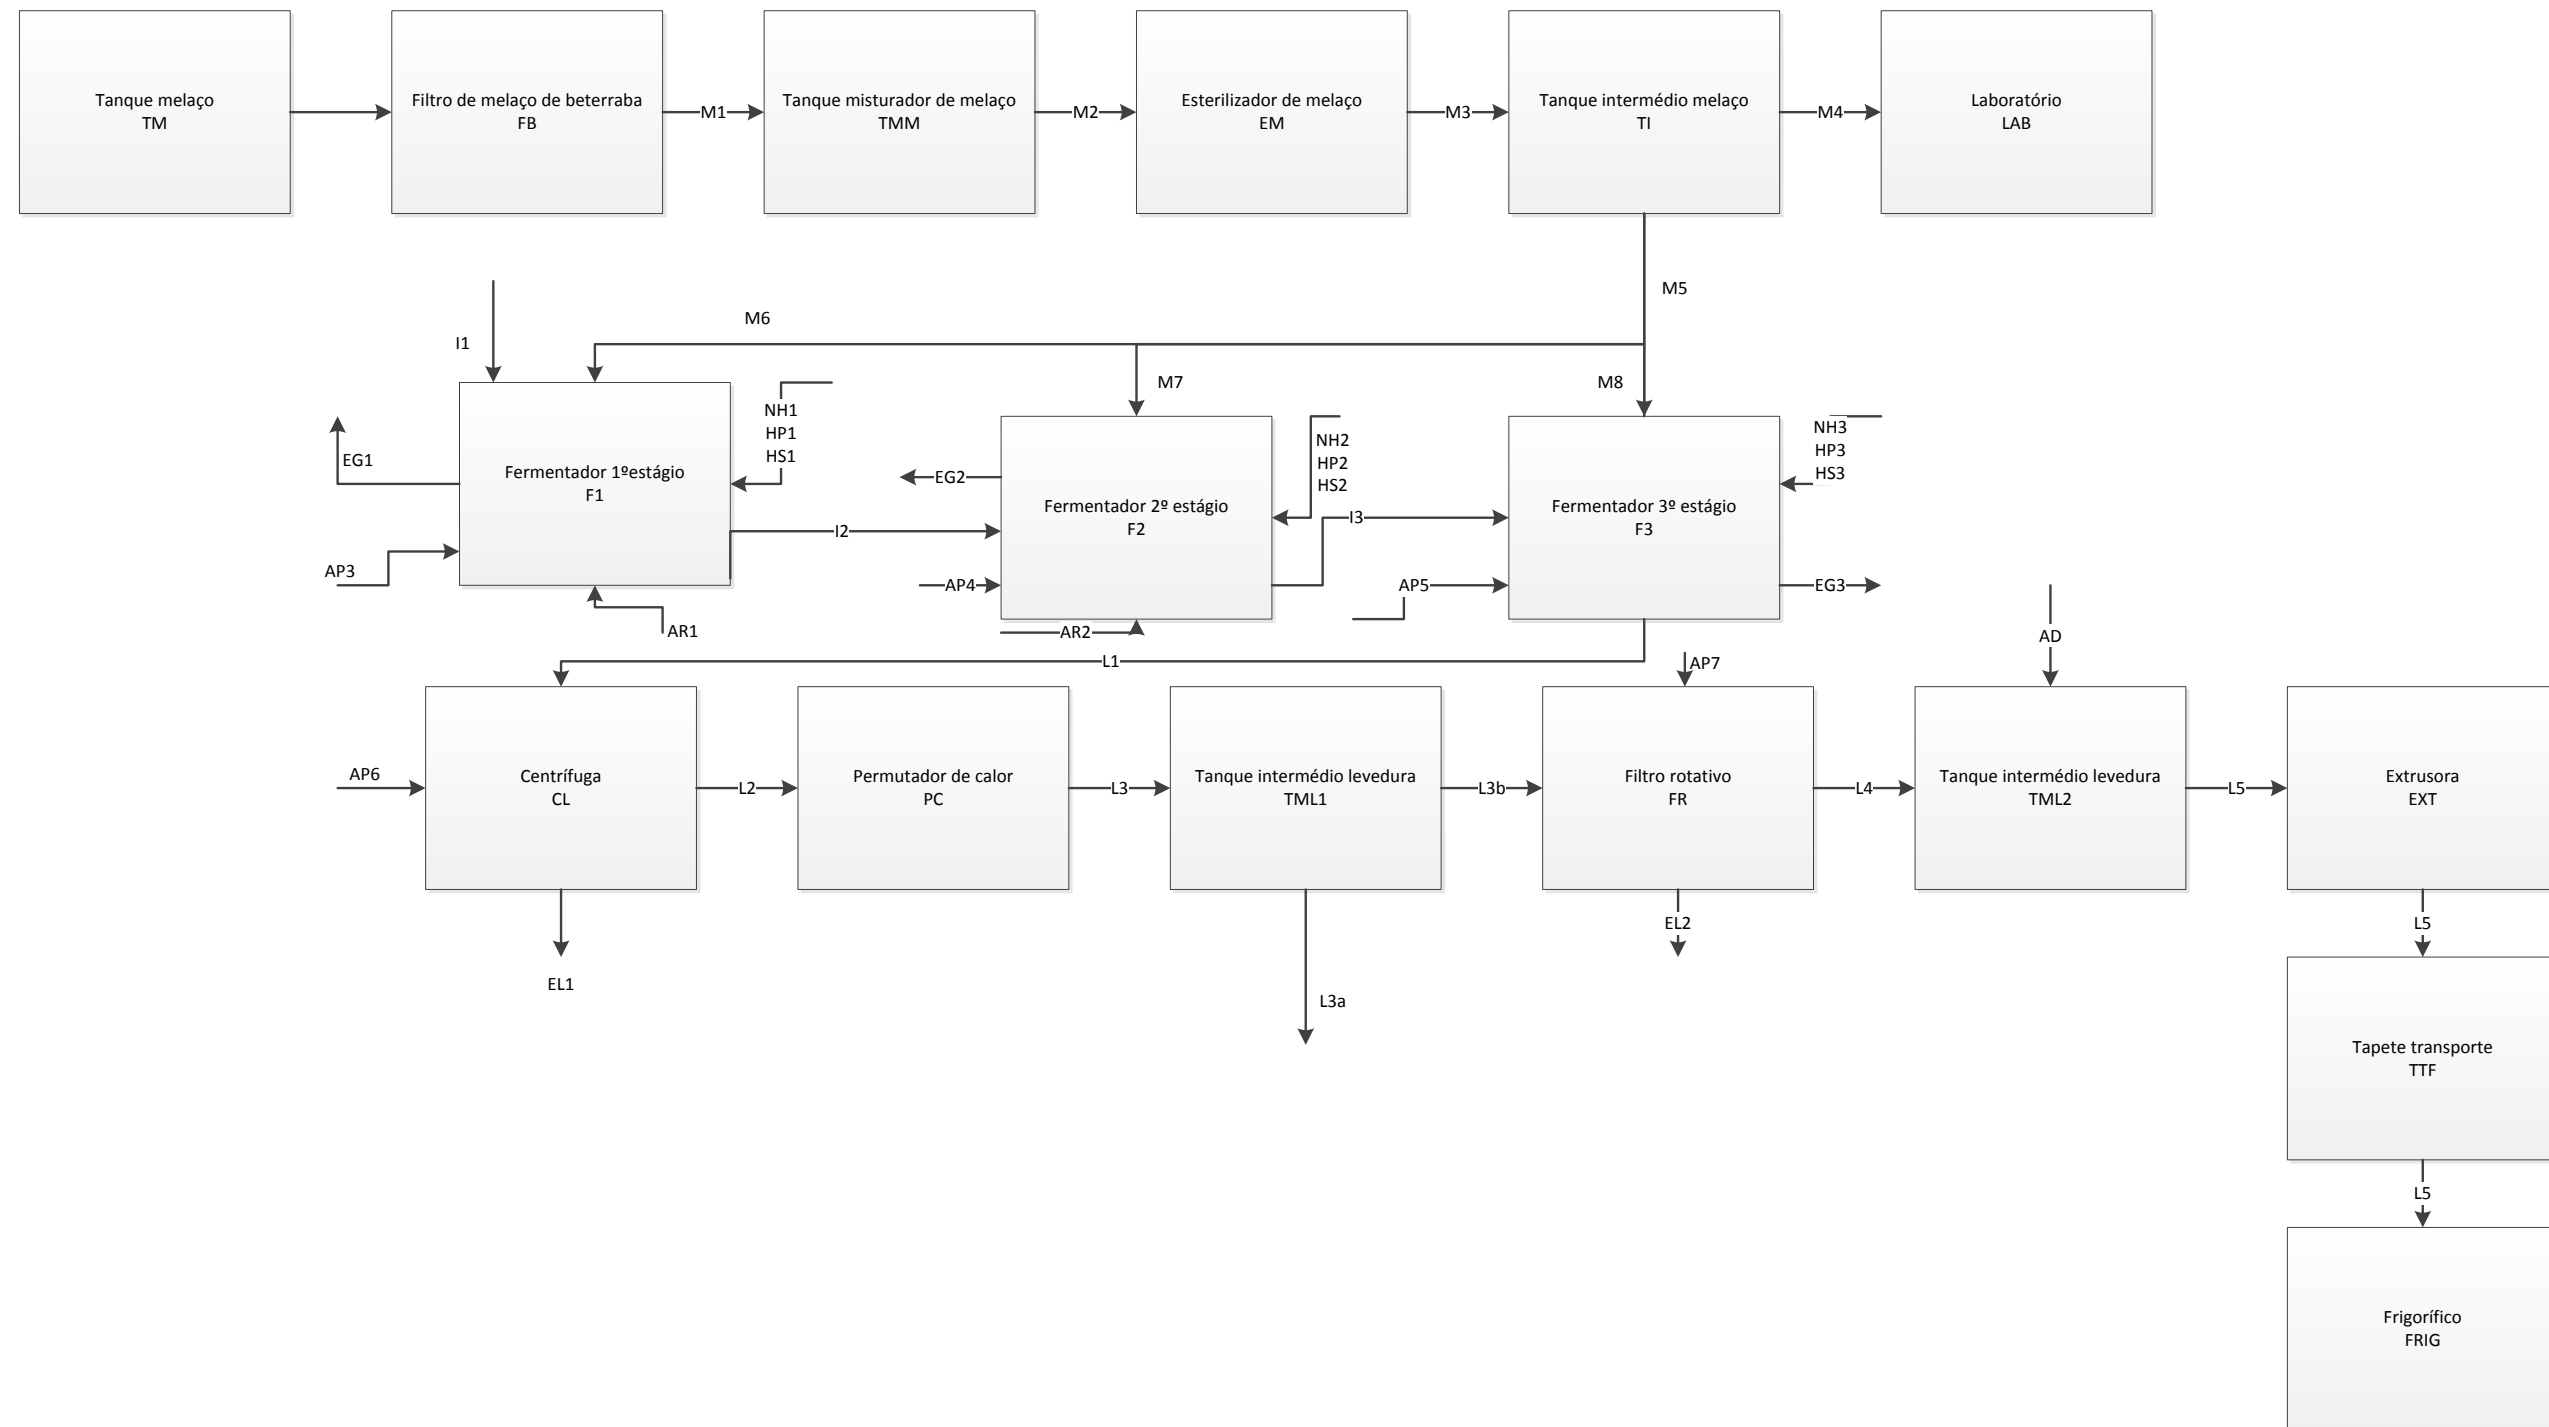 Tanque melaço
TM
Filtro de melaço de beterraba
FB
M1
Tanque misturador de melaço
TMM
M2
Esterilizador de melaço
EM
M3
Tanque intermédio melaço
TI
M4
Laboratório
LAB
M5
M6
I1
M7
M8
EG1
Fermentador 1ºestágio
F1
NH1
HP1
HS1
EG2
Fermentador 2º estágio
F2
NH2
HP2
HS2
I3
Fermentador 3º estágio
F3
NH3
HP3
HS3
I2
AP3
AP4
AP5
EG3
AR1
AR2
AD
L1
AP7
AP6
Centrífuga
CL
L2
Permutador de calor
PC
L3
Tanque intermédio levedura
TML1
L3b
Filtro rotativo
FR
L4
Tanque intermédio levedura
TML2
L5
Extrusora
EXT
EL2
L5
EL1
L3a
Tapete transporte
TTF
L5
Frigorífico
FRIG